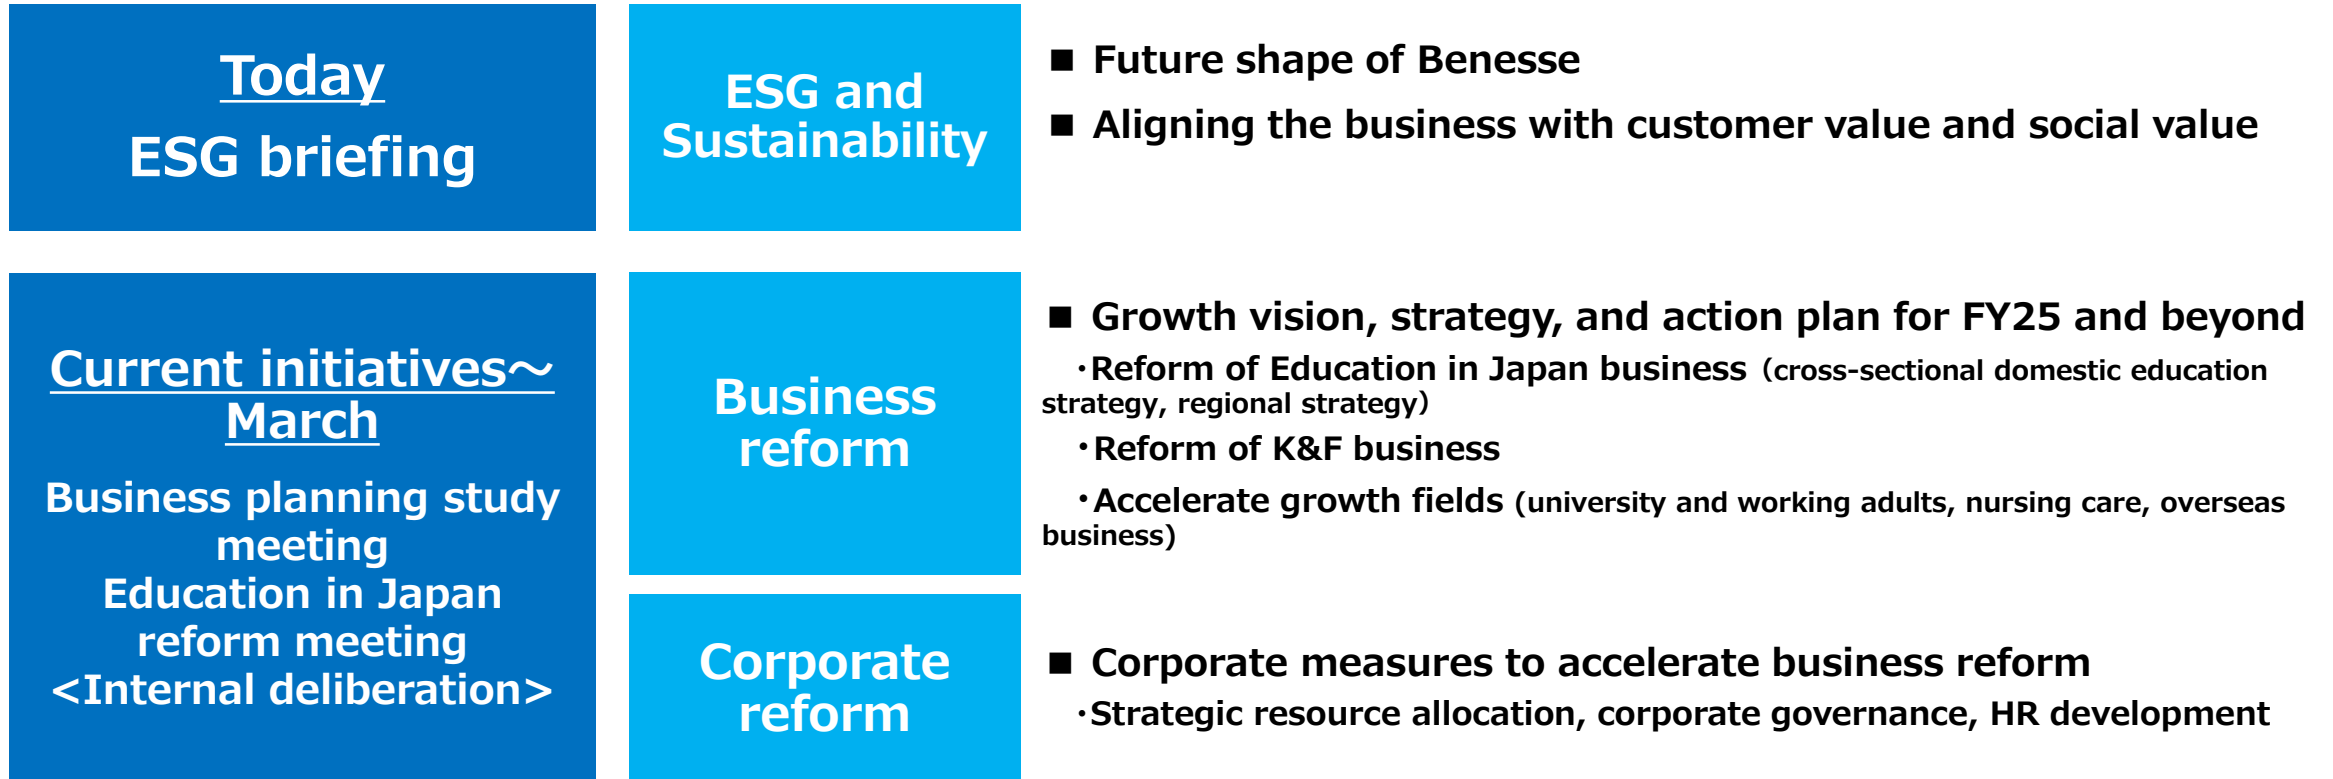 Today
ESG briefing
ESG and
Sustainability
■ Future shape of Benesse
■ Aligning the business with customer value and social value
Current initiatives～
March
Business planning study
meeting
Education in Japan
reform meeting
<Internal deliberation>
Business
reform
■ Growth vision, strategy, and action plan for FY25 and beyond
・Reform of Education in Japan business（cross-sectional domestic education
strategy, regional strategy）
・Reform of K&F business
・Accelerate growth fields (university and working adults, nursing care, overseas
business)
Corporate
reform
■ Corporate measures to accelerate business reform
・Strategic resource allocation, corporate governance, HR development